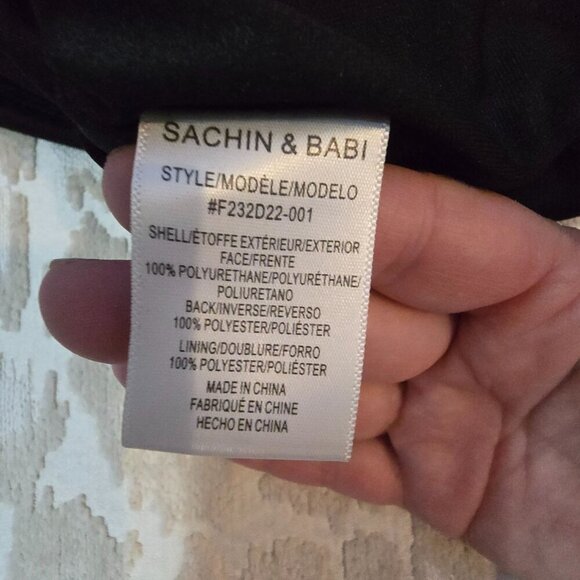 SACHIN & BABI
STYLE/MODÈLE/MODELO
#F232D22-001
SHELL/ÉTOFFE EXTÉRIEUR/EXTERIOR
FACE/FRENTE
100% POLYURETHANE/POLYURÉTHANE/
POLIURETANO
BACK/INVERSE/REVERSO
100% POLYESTER/POLIÉSTER
LINING/DOUBLURE/FORRO
100% POLYESTER/POLIÉSTER
MADE IN CHINA
FABRIQUÉ EN CHINE
HECHO EN CHINA